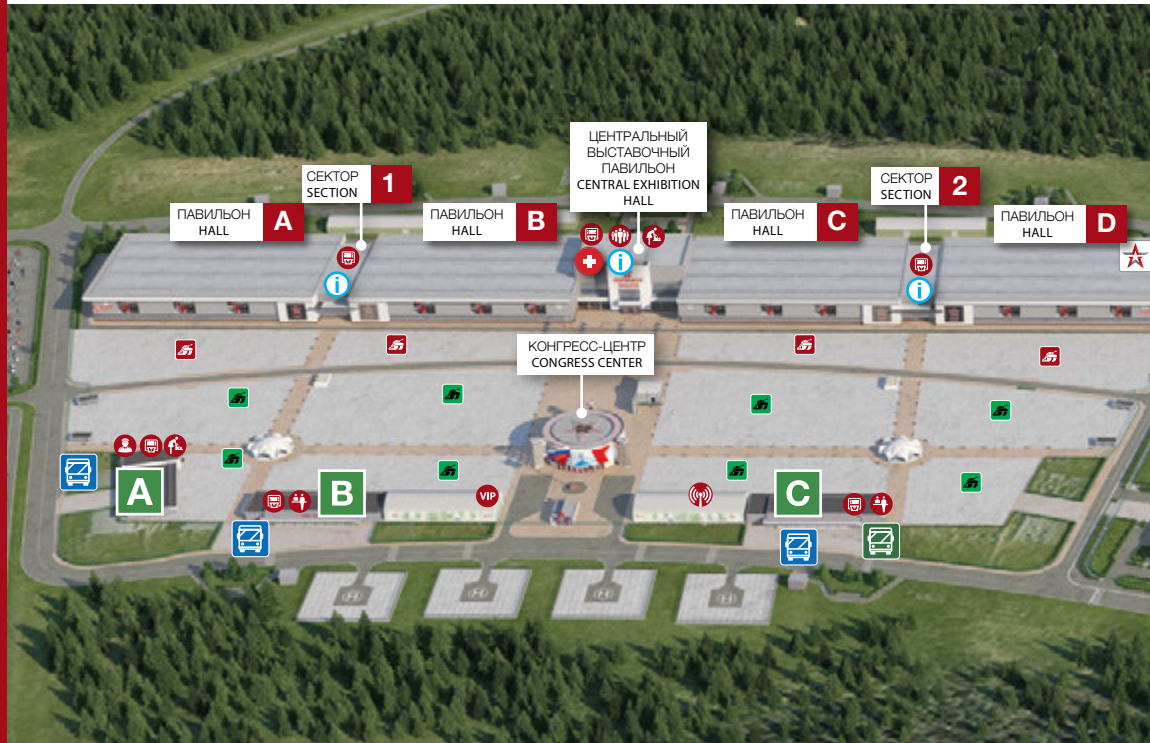 ЦЕНТРАЛЬНЫЙ
ВЫСТАВОЧНЫЙ
ПАВИЛЬОН
CENTRAL EXHIBITION
HALL
СЕКТОР
SECTION
1
СЕКТОР
SECTION
2
ПАВИЛЬОН
HALL
A
ПАВИЛЬОН
HALL
B
ПАВИЛЬОН
HALL
C
ПАВИЛЬОН
HALL
D
i
i
i
КОНГРЕСС-ЦЕНТР
CONGRESS CENTER
A
B
VIP
C
H
H
H
H